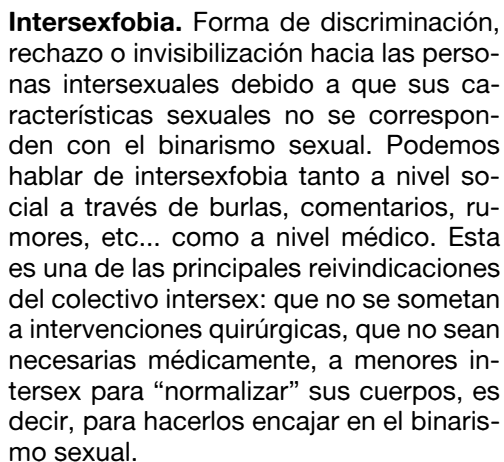 Intersexfobia. Forma de discriminación,
rechazo o invisibilización hacia las perso-
nas intersexuales debido a que sus ca-
racterísticas sexuales no se correspon-
den con el binarismo sexual. Podemos
hablar de intersexfobia tanto a nivel so-
cial a través de burlas, comentarios, ru-
mores, etc... como a nivel médico. Esta
es una de las principales reivindicaciones
del colectivo intersex: que no se sometan
a intervenciones quirúrgicas, que no sean
necesarias médicamente, a menores in-
tersex para “normalizar” sus cuerpos, es
decir, para hacerlos encajar en el binaris-
mo sexual.